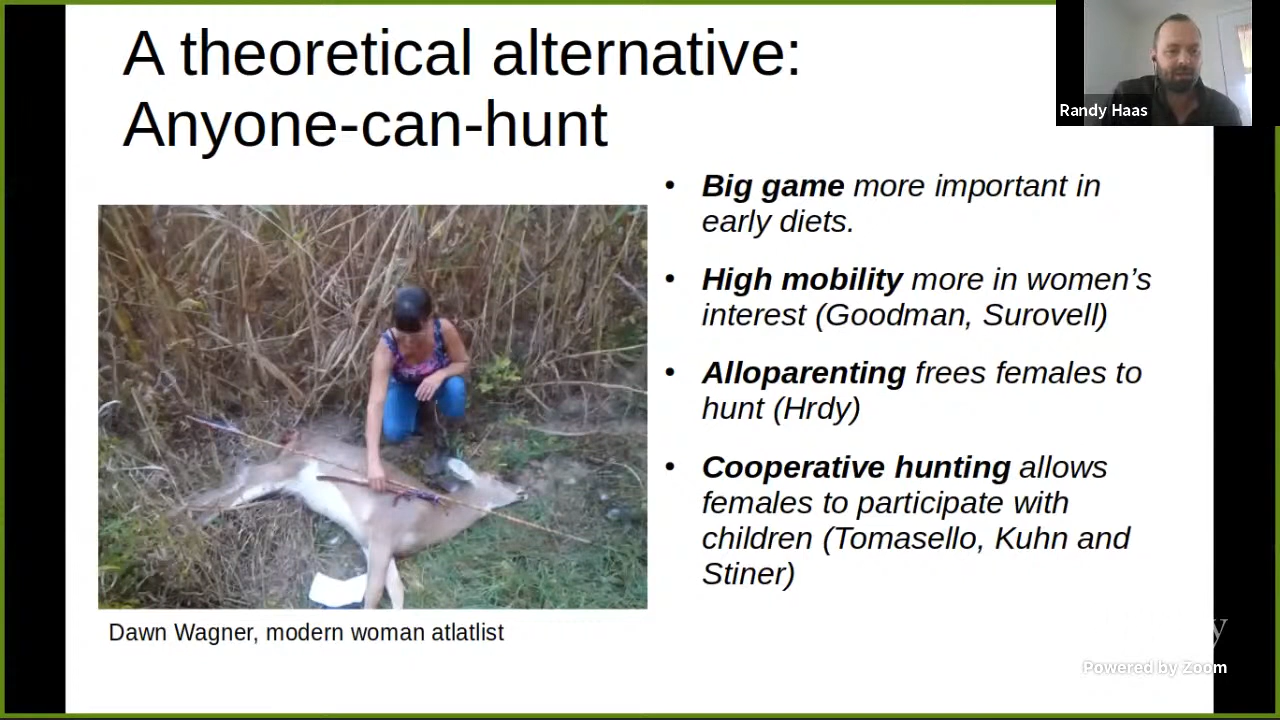 A theoretical alternative:
Anyone-can-hunt
Randy Haas
• Big game more important in
early diets.
• High mobility more in women’s
interest (Goodman, Surovell)
• Alloparenting frees females to
hunt (Hrdy)
• Cooperative hunting allows
females to participate with
children (Tomasello, Kuhn and
Stiner)
Dawn Wagner, modern woman atlatlist
Powered by Zoom